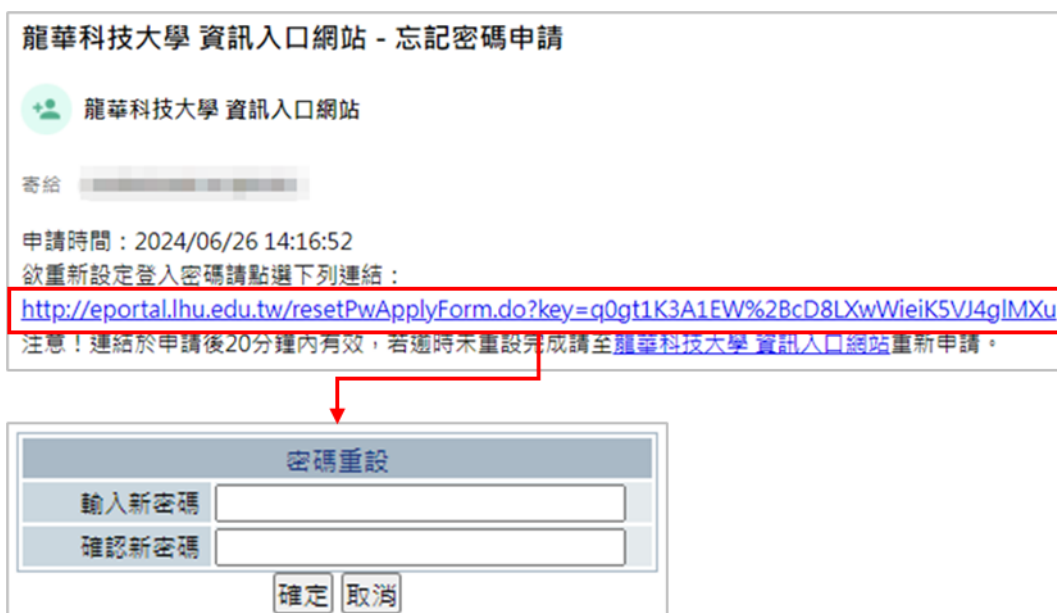 龍華科技大學 資訊入口網站 - 忘記密碼申請
龍華科技大學 資訊入口網站
寄給
申請時間：2024/06/26 14:16:52
欲重新設定登入密碼請點選下列連結：
http://eportal.lhu.edu.tw/resetPwApplyForm.do?key=q0gt1K3A1EW%2BcD8LXwWieiK5VJ4glMXu
注意！連結於申請後20分鐘內有效，若逾時未重設完成請至龍華科技大學 資訊入口網站重新申請。
密碼重設
輸入新密碼
確認新密碼
確定 取消